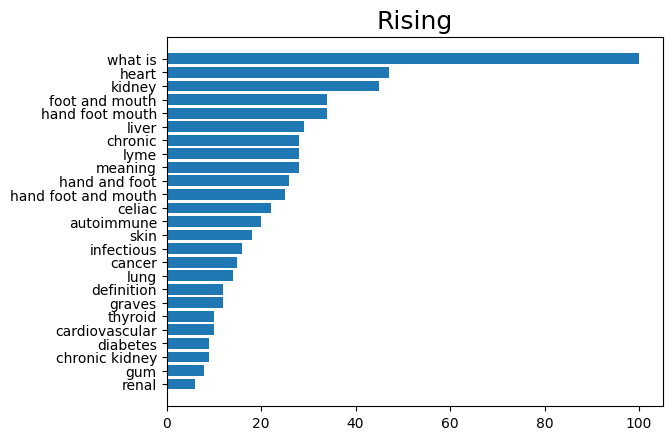 Rising
what is
heart
kidney
foot and mouth
hand foot mouth
liver
chronic
lyme
meaning
hand and foot
hand foot and mouth
celiac
autoimmune
skin
infectious
cancer
lung
definition
graves
thyroid
cardiovascular
diabetes
chronic kidney
gum
renal
0 20 40 60 80 100